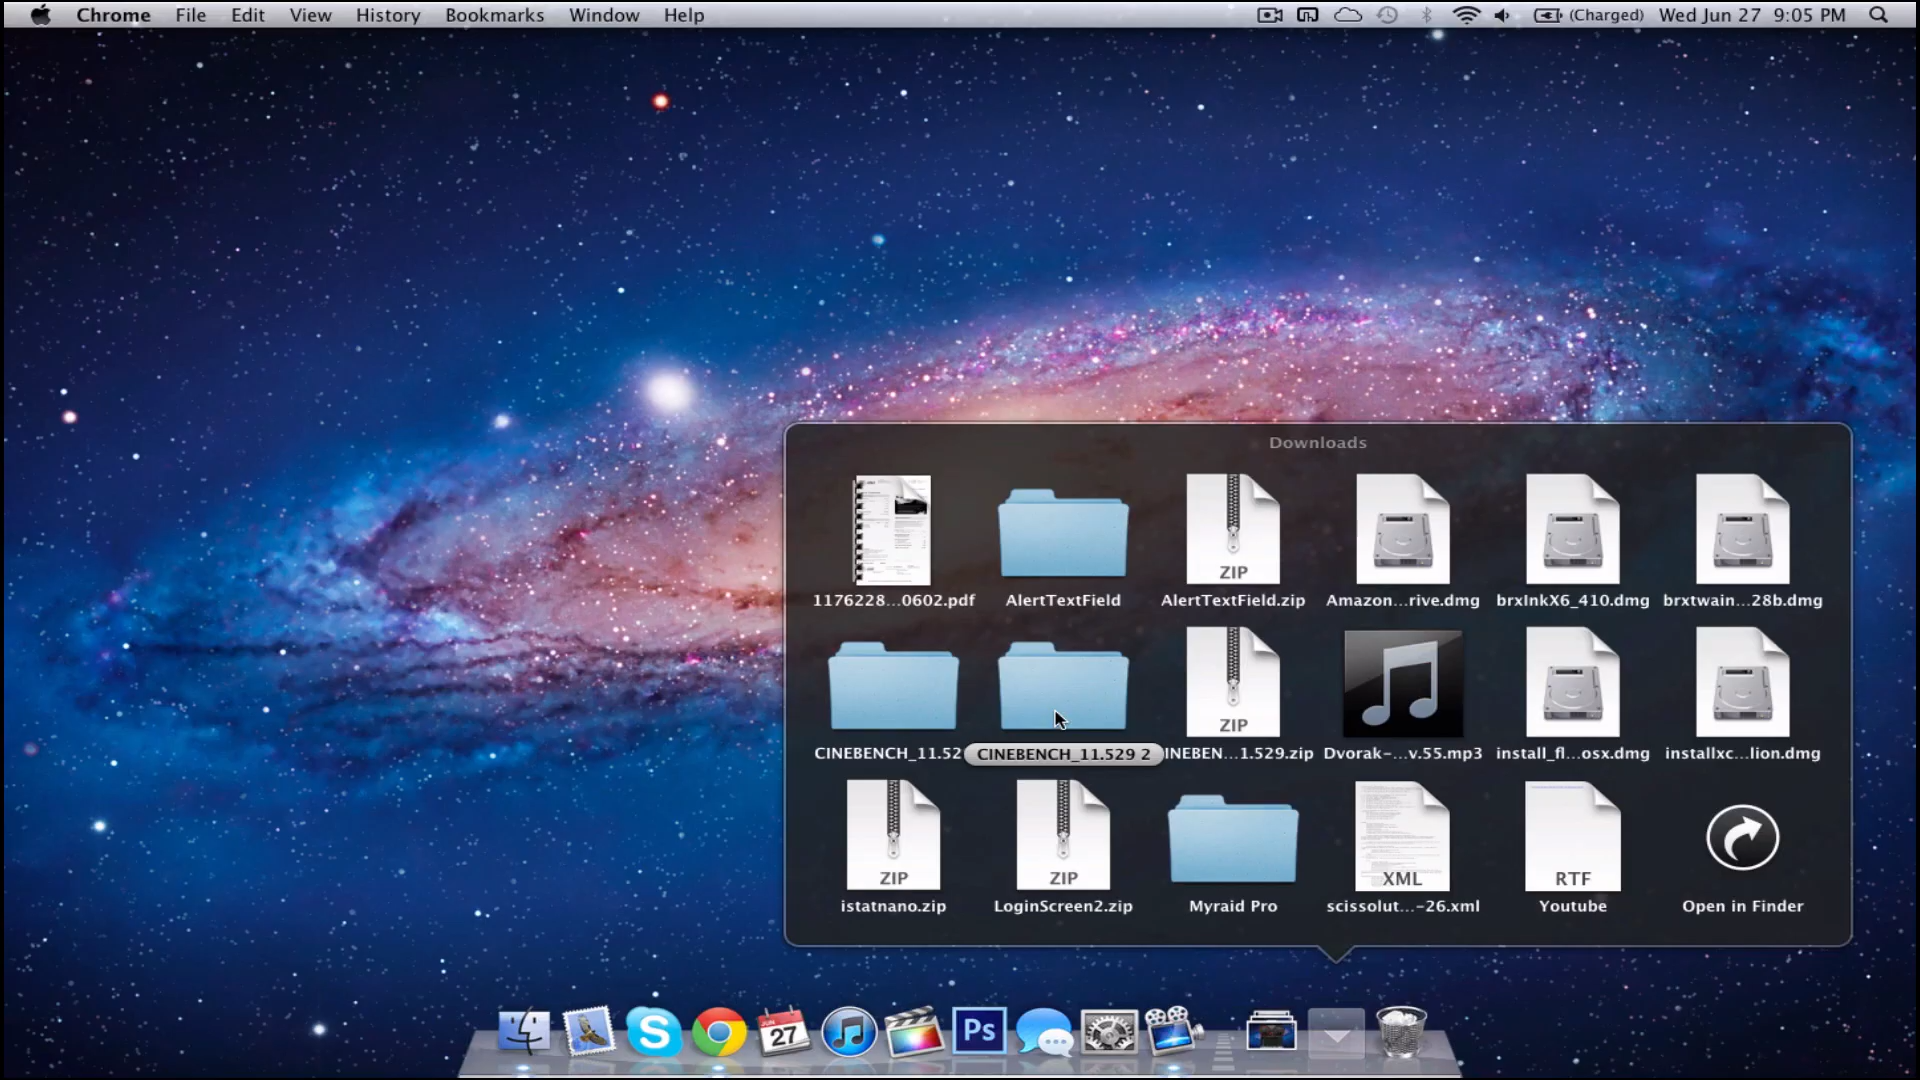 Chrome File Edit View History Bookmarks Window Help (Charged) Wed Jun 27 9:05 PM
Downloads
ZIP
1176228...0602.pdf AlertTextField AlertTextField.zip Amazon...rive.dmg brxInkX6_410.dmg brxtwain...28b.dmg
ZIP
CINEBENCH_11.52 CINEBENCH_11.529 2 INEBEN...1.529.zip Dvorak-...v.55.mp3 install_fl...osx.dmg installxc...lion.dmg
ZIP ZIP XML RTF
istatnano.zip LoginScreen2.zip Myraid Pro scissolut...-26.xml Youtube Open in Finder
S JUN 27 Ps